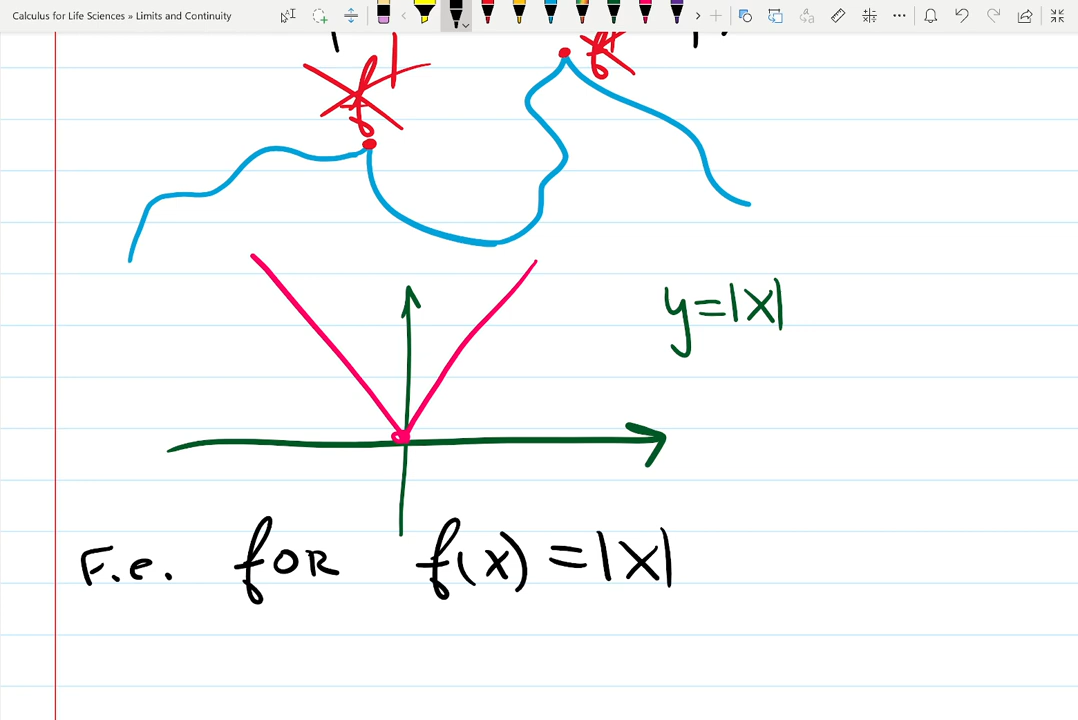 Calculus for Life Sciences » Limits and Continuity
y=|x|
F.e. for f(x)=|x|